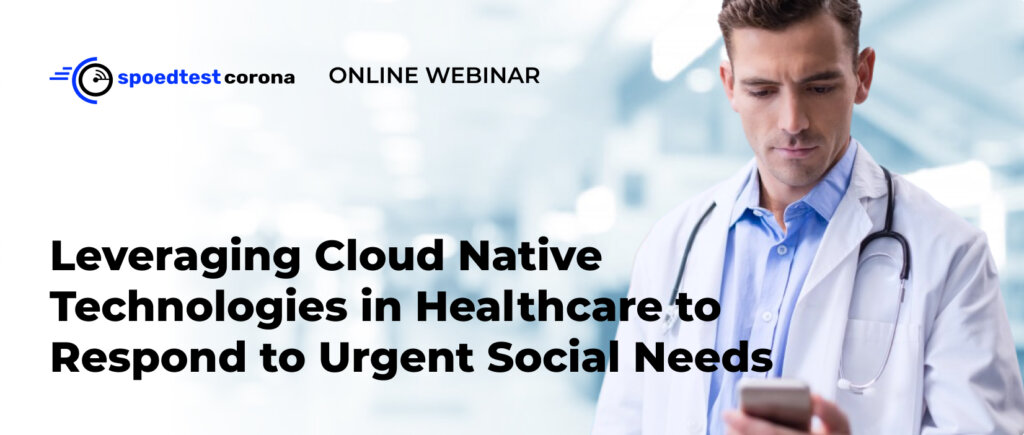 spoedtest corona
ONLINE WEBINAR
Leveraging Cloud Native
Technologies in Healthcare to
Respond to Urgent Social Needs